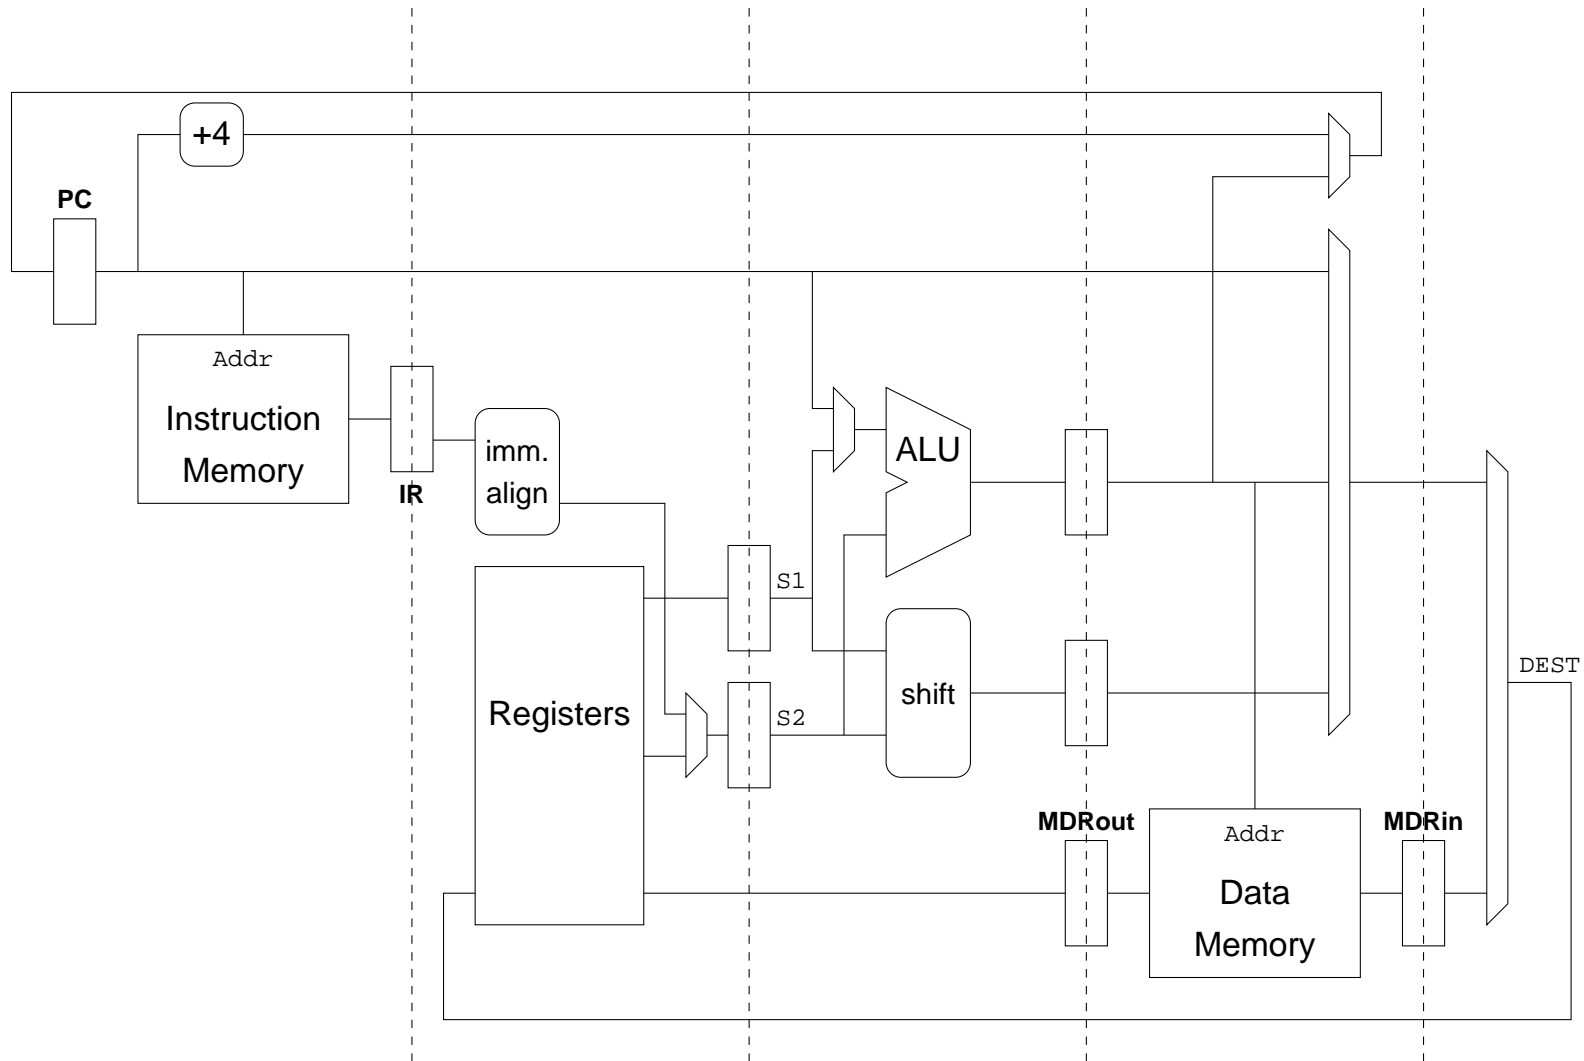 +4
PC
Addr
Instruction
Memory
IR
imm.
align
ALU
S1
Registers
S2
shift
DEST
MDRout
MDRin
Addr
Data
Memory